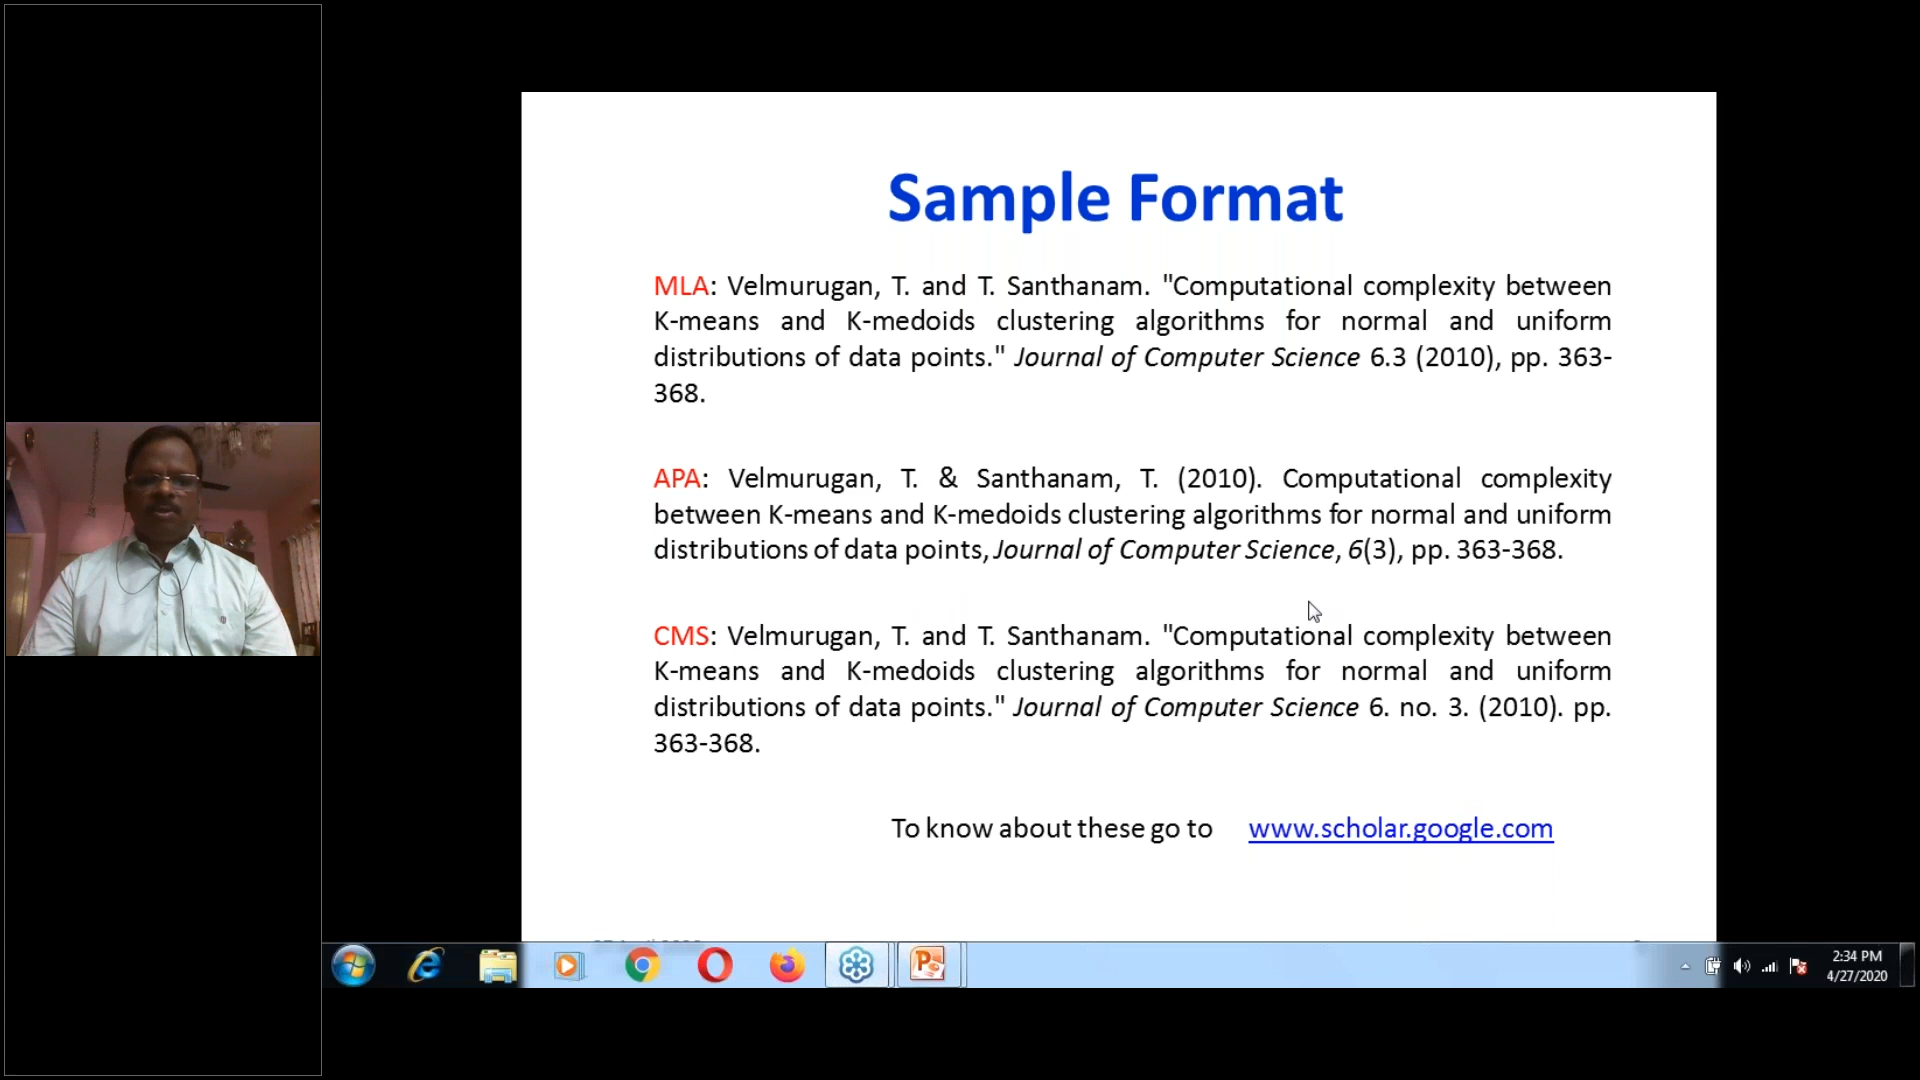 Sample Format
MLA: Velmurugan, T. and T. Santhanam. "Computational complexity between
K-means and K-medoids clustering algorithms for normal and uniform
distributions of data points." Journal of Computer Science 6.3 (2010), pp. 363-
368.
APA: Velmurugan, T. & Santhanam, T. (2010). Computational complexity
between K-means and K-medoids clustering algorithms for normal and uniform
distributions of data points, Journal of Computer Science, 6(3), pp. 363-368.
CMS: Velmurugan, T. and T. Santhanam. "Computational complexity between
K-means and K-medoids clustering algorithms for normal and uniform
distributions of data points." Journal of Computer Science 6. no. 3. (2010). pp.
363-368.
To know about these go to www.scholar.google.com
2:34 PM
4/27/2020